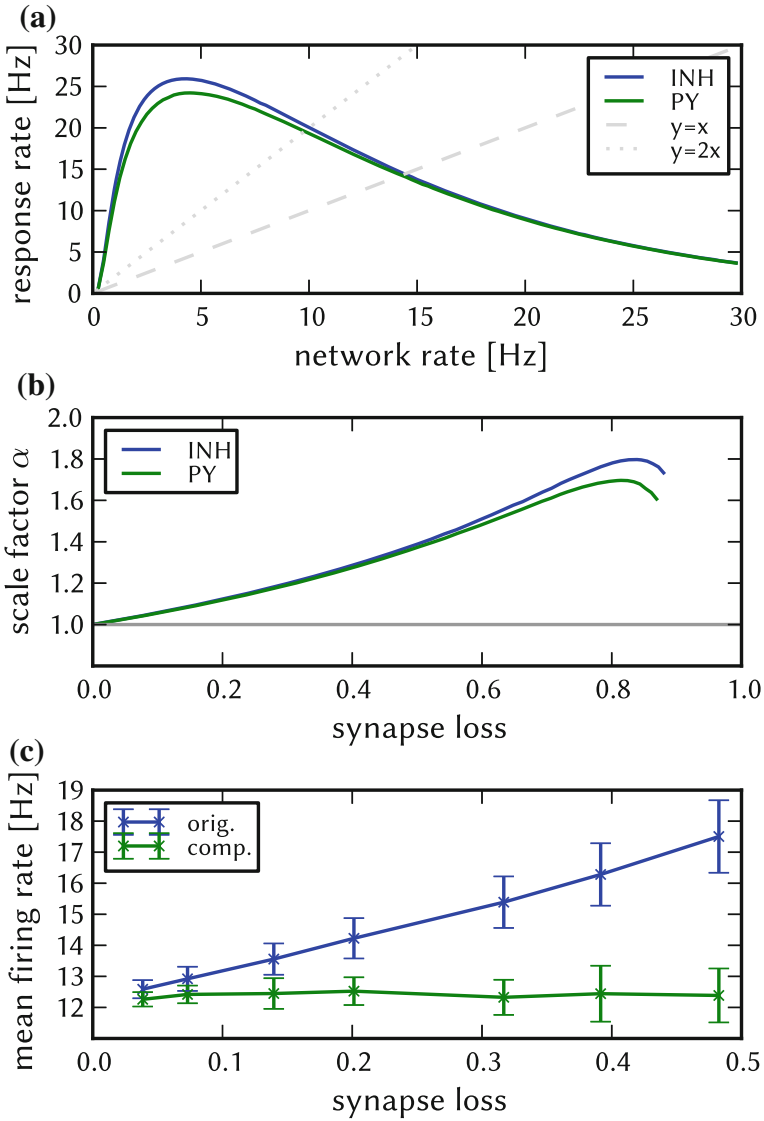 (a)
response rate [Hz]
30
25
20
15
10
5
0
INH
PY
y=x
y=2x
0 5 10 15 20 25 30
network rate [Hz]
(b)
scale factor α
2.0
1.8
1.6
1.4
1.2
1.0
INH
PY
0.0 0.2 0.4 0.6 0.8 1.0
synapse loss
(c)
mean firing rate [Hz]
19
18
17
16
15
14
13
12
orig.
comp.
0.0 0.1 0.2 0.3 0.4 0.5
synapse loss